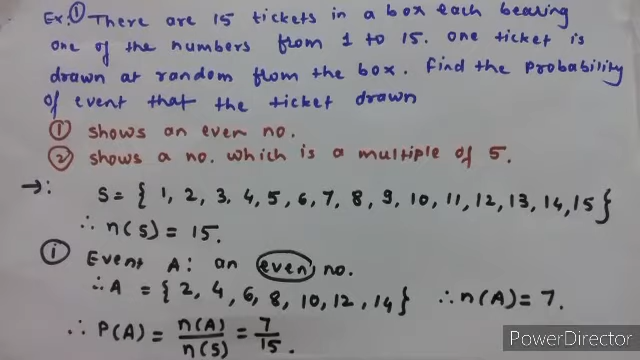 Ex: ① There are 15 tickets in a box each bearing
one of the numbers from 1 to 15. one ticket is
drawn at random from the box. Find the probability
of event that the ticket drawn
① shows an even no.
② shows a no. which is a multiple of 5.
→: S = { 1, 2, 3, 4, 5, 6, 7, 8, 9, 10, 11, 12, 13, 14, 15 }
∴ n(S) = 15.
ⓘ Event A: an even no.
∴ A = { 2, 4, 6, 8, 10, 12, 14 } ∴ n(A) = 7.
∴ P(A) = n(A)/n(S) = 7/15.
PowerDirector